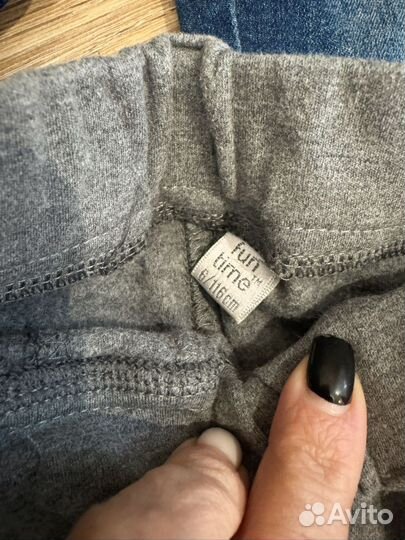 fun
time™
6/116cm
Avito